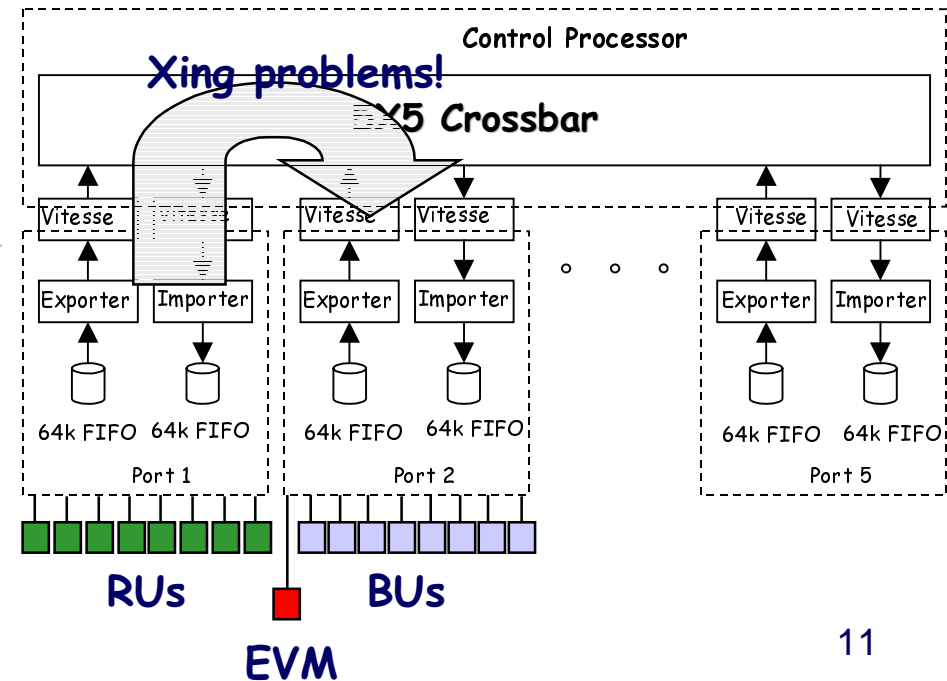 Control Processor
Xing problems!
5X5 Crossbar
Vitesse Vitesse Vitesse Vitesse Vitesse
Exporter Importer Exporter Importer Exporter Importer
64k FIFO 64k FIFO 64k FIFO 64k FIFO 64k FIFO 64k FIFO
Port 1 Port 2 Port 5
RUs BUs
EVM
11